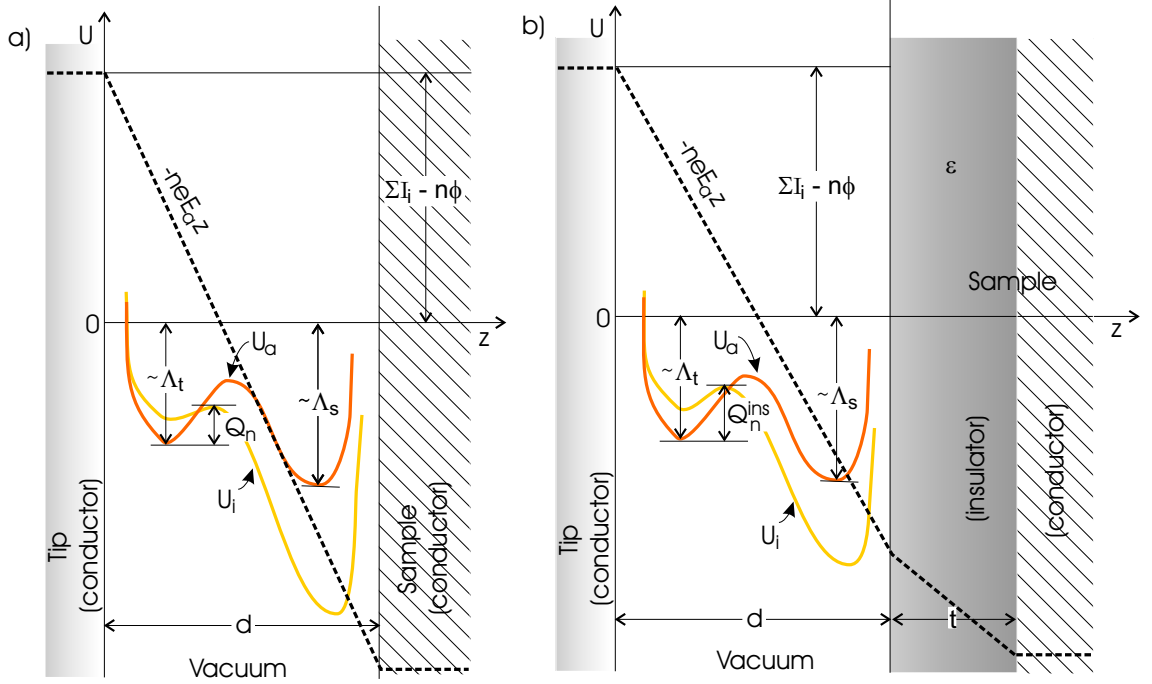 a)
U
-neEₐz
ΣIᵢ - nϕ
0
z
Uₐ
~Λₜ
~Λₛ
Qₙ
Uᵢ
Tip
(conductor)
Sample
(conductor)
d
Vacuum
b)
U
-neEₐz
ΣIᵢ - nϕ
ε
Sample
0
z
Uₐ
~Λₜ
~Λₛ
Qₙⁱⁿˢ
Uᵢ
Tip
(conductor)
(insulator)
(conductor)
d
t
Vacuum